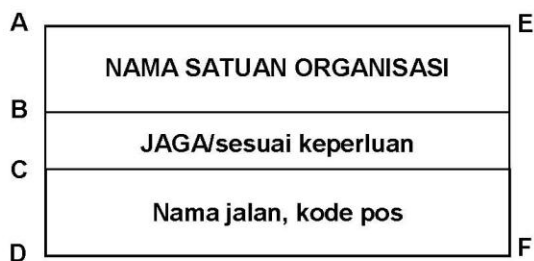 A
E
NAMA SATUAN ORGANISASI
B
JAGA/sesuai keperluan
C
Nama jalan, kode pos
D
F